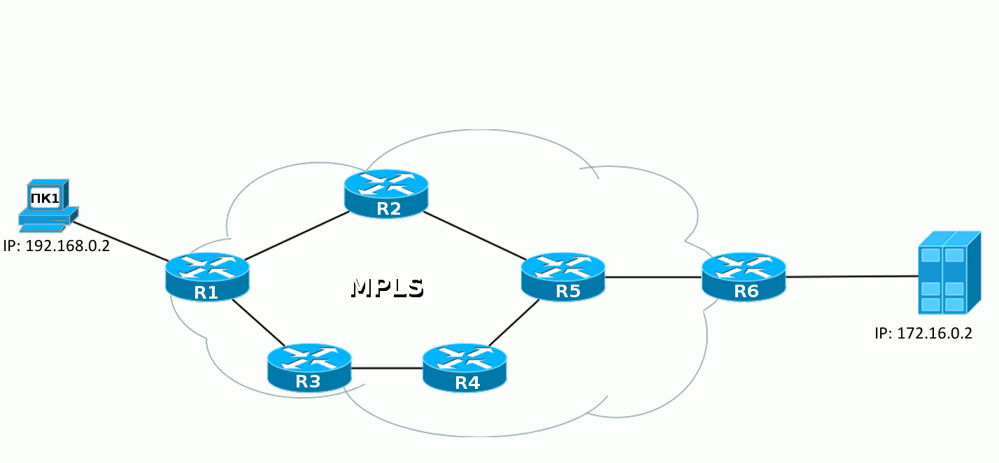 R2
ПК1
IP: 192.168.0.2
R1
MPLS
R5
R6
IP: 172.16.0.2
R3
R4